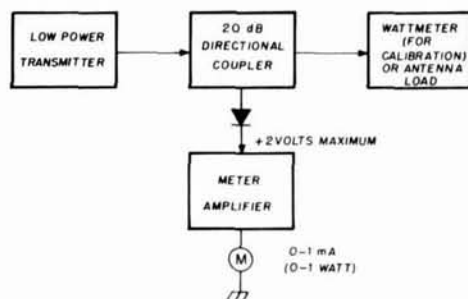 LOW POWER
TRANSMITTER
20 dB
DIRECTIONAL
COUPLER
WATTMETER
(FOR
CALIBRATION)
OR ANTENNA
LOAD
+2VOLTS MAXIMUM
METER
AMPLIFIER
M
0-1 mA
(0-1 WATT)